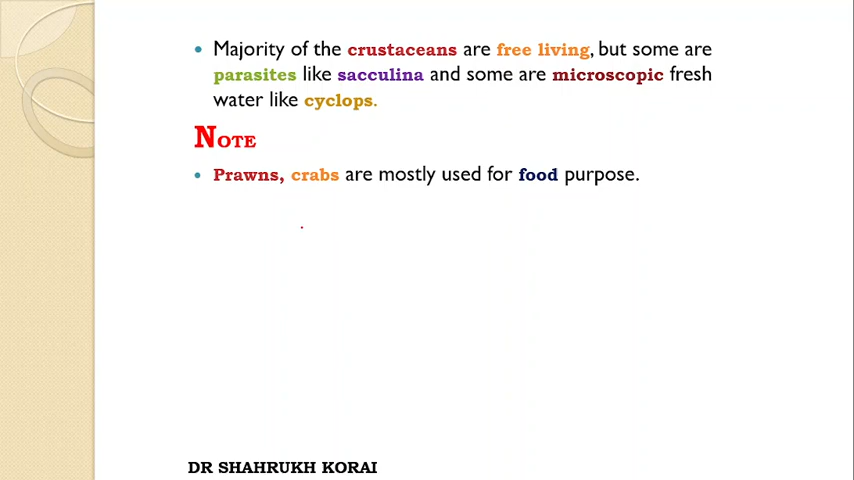 • Majority of the crustaceans are free living, but some are
parasites like sacculina and some are microscopic fresh
water like cyclops.
NOTE
• Prawns, crabs are mostly used for food purpose.
DR SHAHRUKH KORAI